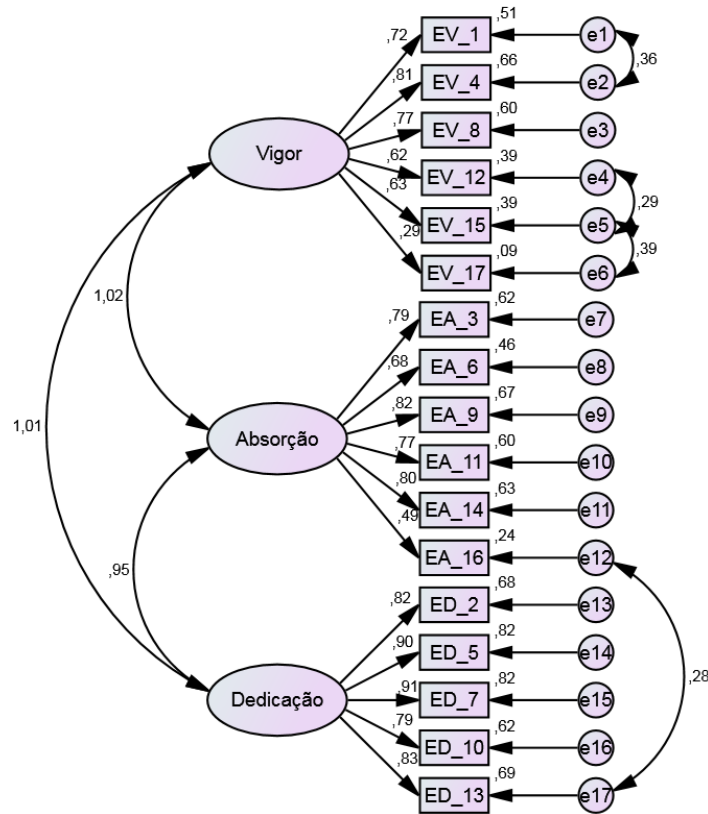 ,51
,72 EV_1 e1
,36
,66
,81 EV_4 e2
,60
,77 EV_8 e3
Vigor
,39
,62 EV_12 e4
,63 ,39 ,29
EV_15 e5
,29 ,09 ,39
EV_17 e6
1,02
,62
,79 EA_3 e7
,46
,68 EA_6 e8
,67
,82 EA_9 e9
1,01
Absorção
,60
,77 EA_11 e10
,63
,80 EA_14 e11
,49 ,24
EA_16 e12
,95
,68
,82 ED_2 e13
,82
,90 ED_5 e14
,28
,82
Dedicação ,91 ED_7 e15
,62
,79 ED_10 e16
,69
,83 ED_13 e17